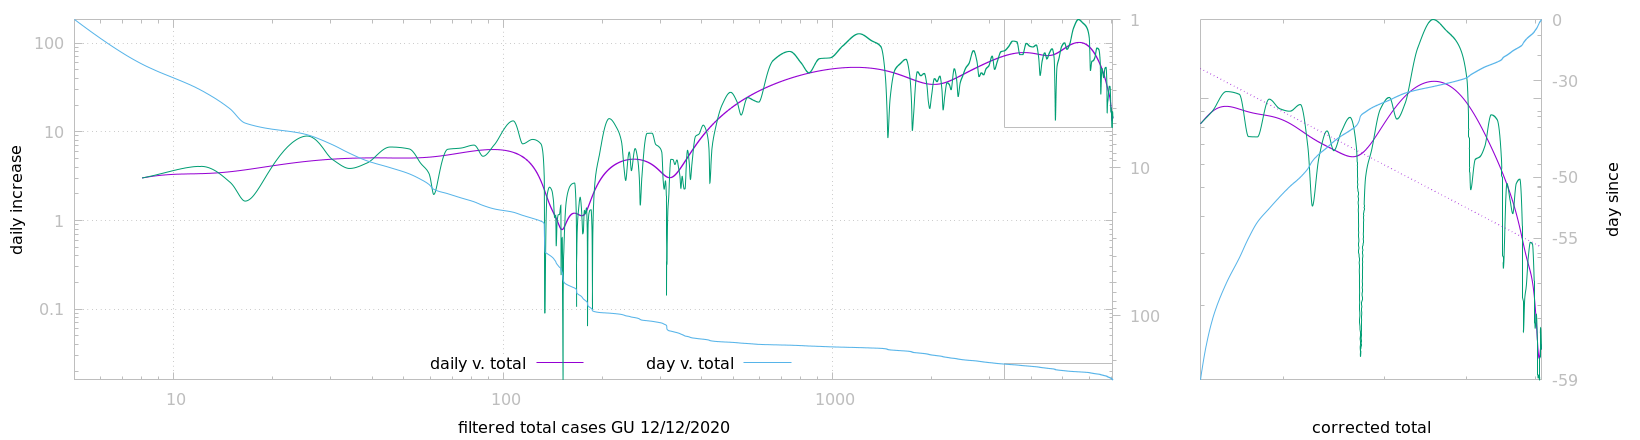 daily increase
100
10
1
0.1
10
100
1000
filtered total cases GU 12/12/2020
daily v. total
day v. total
1
10
100
0
-30
-50
-55
-59
day since
corrected total